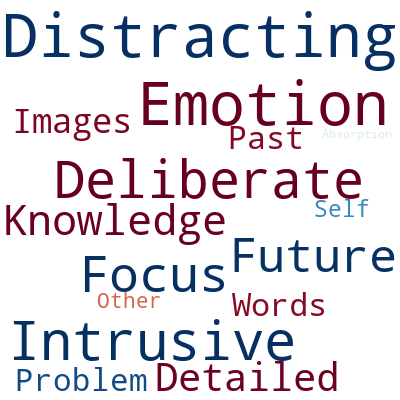 Distracting
Emotion
Images
Past
Absorption
Deliberate
Knowledge
Self
Future
Focus
Other
Words
Intrusive
Problem
Detailed